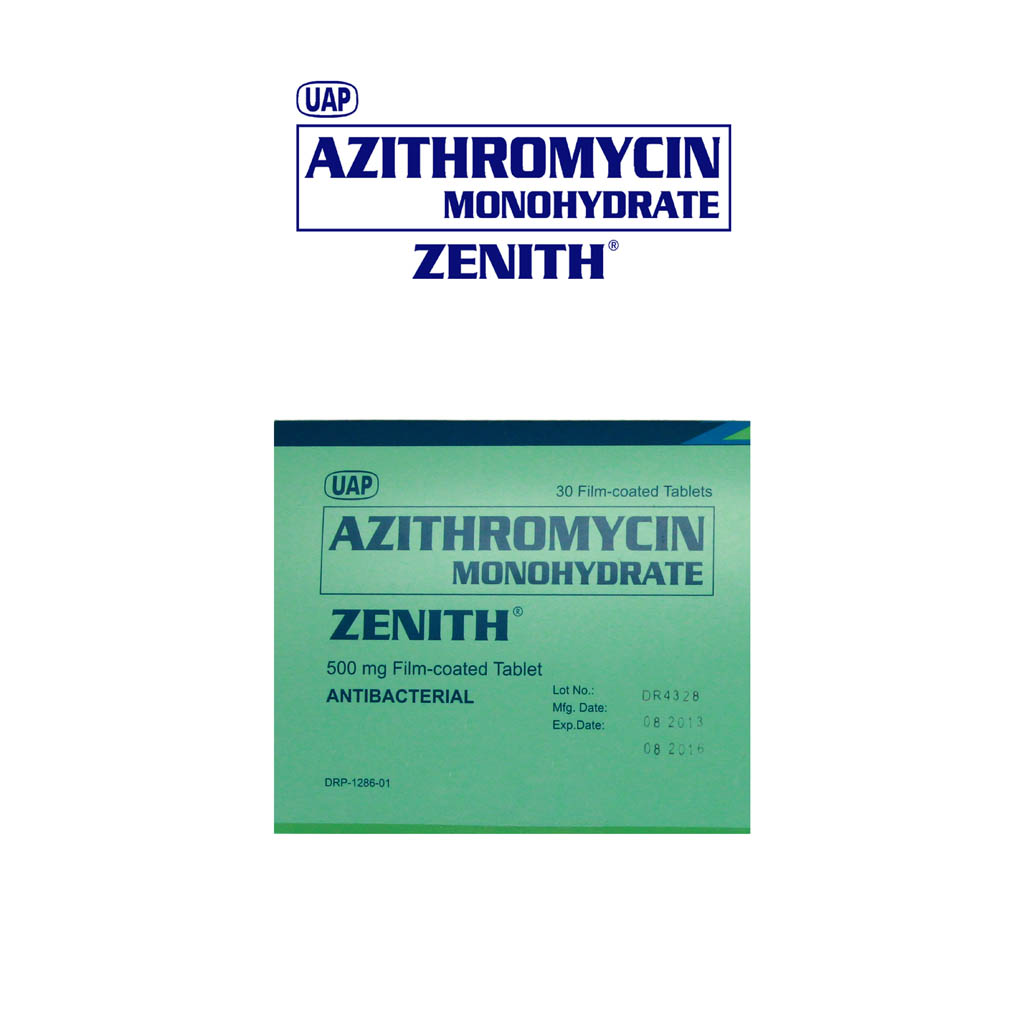 UAP
AZITHROMYCIN
MONOHYDRATE
ZENITH®
UAP
30 Film-coated Tablets
AZITHROMYCIN
MONOHYDRATE
ZENITH®
500 mg Film-coated Tablet
ANTIBACTERIAL
Lot No.: DR4328
Mfg. Date: 08 2013
Exp.Date: 08 2016
DRP-1286-01